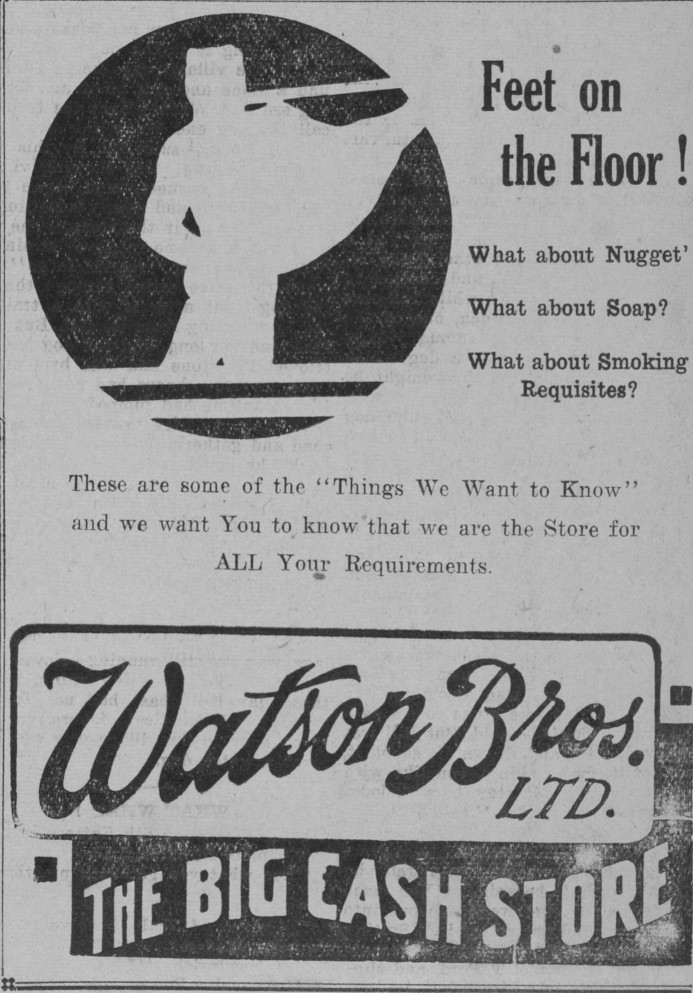 Feet on
the Floor!
What about Nugget'
What about Soap?
What about Smoking
Requisites?
These are some of the "Things We Want to Know"
and we want You to know that we are the Store for
ALL Your Requirements.
Watson Bros.
LTD.
THE BIG CASH STORE